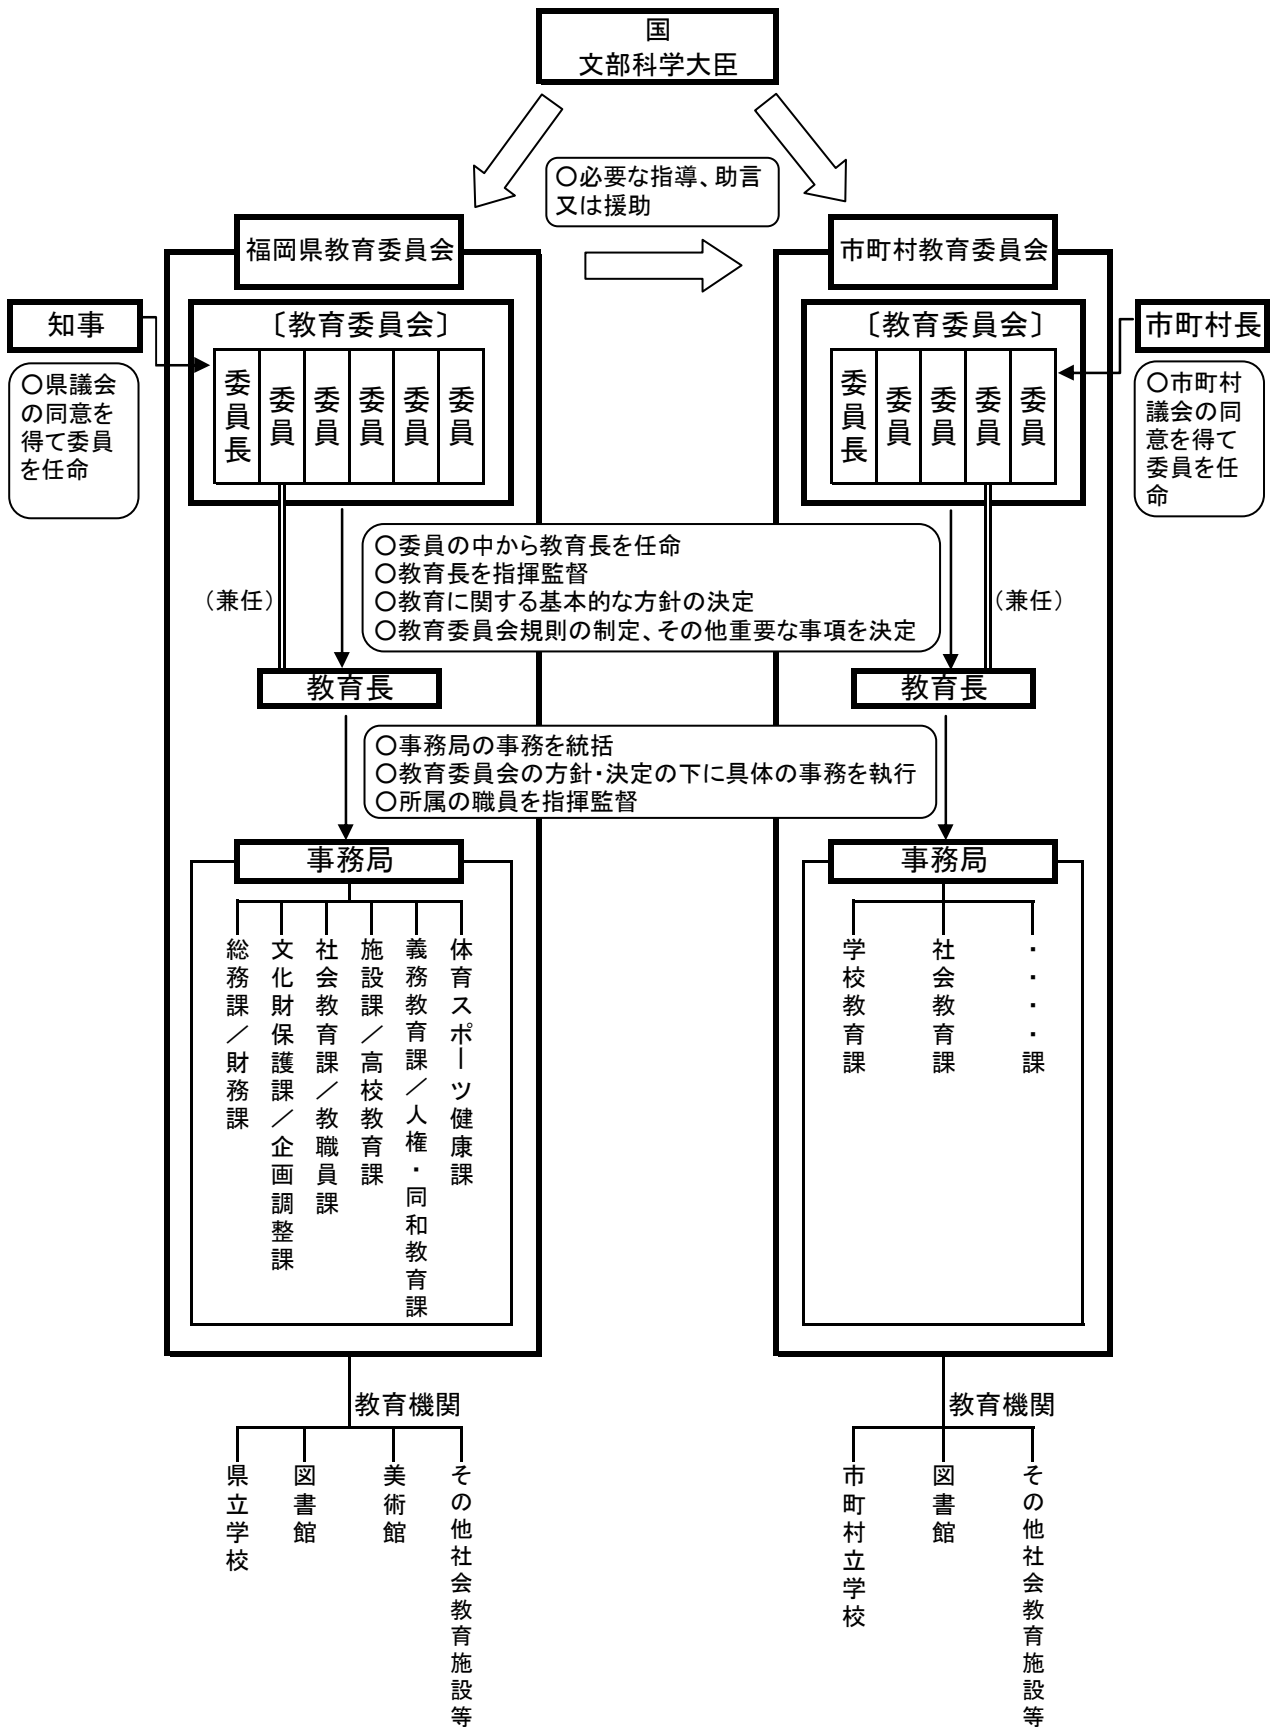 国
文部科学大臣
〇必要な指導、助言
又は援助
福岡県教育委員会
市町村教育委員会
知事
〇県議会
の同意を
得て委員
を任命
〔教育委員会〕
委員長
委員
委員
委員
委員
委員
〔教育委員会〕
委員長
委員
委員
委員
委員
市町村長
〇市町村
議会の同
意を得て
委員を任
命
〇委員の中から教育長を任命
〇教育長を指揮監督
〇教育に関する基本的な方針の決定
〇教育委員会規則の制定、その他重要な事項を決定
（兼任）
（兼任）
教育長
教育長
〇事務局の事務を統括
〇教育委員会の方針・決定の下に具体の事務を執行
〇所属の職員を指揮監督
事務局
総務課／財務課
文化財保護課／企画調整課
社会教育課／教職員課
施設課／高校教育課
義務教育課／人権・同和教育課
体育スポーツ健康課
事務局
学校教育課
社会教育課
・・・・課
教育機関
県立学校
図書館
美術館
その他社会教育施設等
教育機関
市町村立学校
図書館
その他社会教育施設等